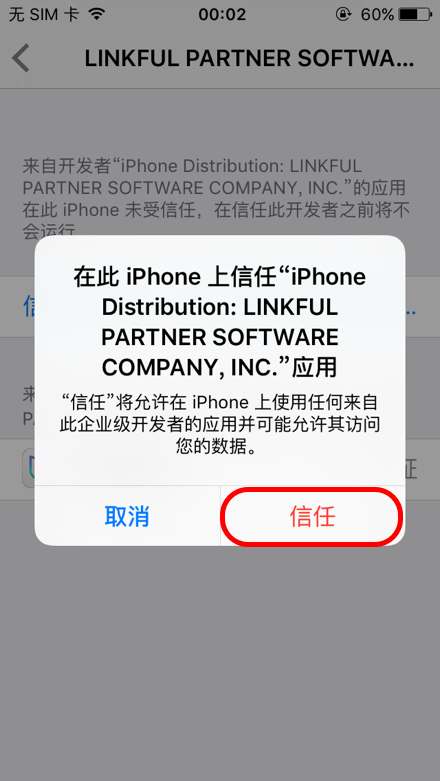 无 SIM 卡 00:02 60%
LINKFUL PARTNER SOFTWA...
来自开发者“iPhone Distribution: LINKFUL
PARTNER SOFTWARE COMPANY, INC.”的应用
在此 iPhone 未受信任，在信任此开发者之前将不
会运行
在此 iPhone 上信任“iPhone
Distribution: LINKFUL
PARTNER SOFTWARE
COMPANY, INC.”应用
“信任”将允许在 iPhone 上使用任何来自
此企业级开发者的应用并可能允许其访问
您的数据。
取消 信任